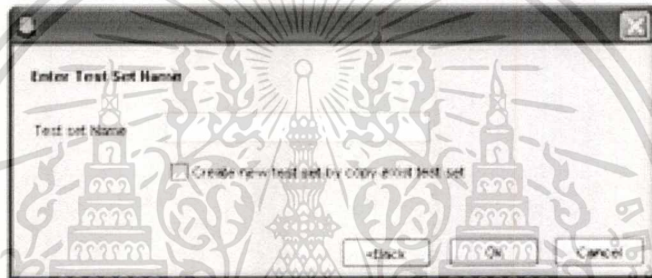 Enter Test Set Name
Test set Name
Create new test set by copy exist test set
<Back
Ok
Cancel